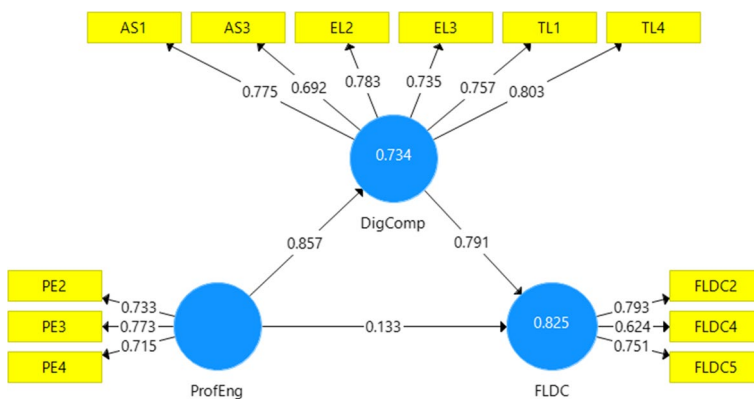 AS1 AS3 EL2 EL3 TL1 TL4
0.775 0.692 0.783 0.735 0.757 0.803
0.734
DigComp
0.857 0.791
PE2 0.733
PE3 0.773
PE4 0.715
ProfEng
0.133
0.825
FLDC
0.793 FLDC2
0.624 FLDC4
0.751 FLDC5